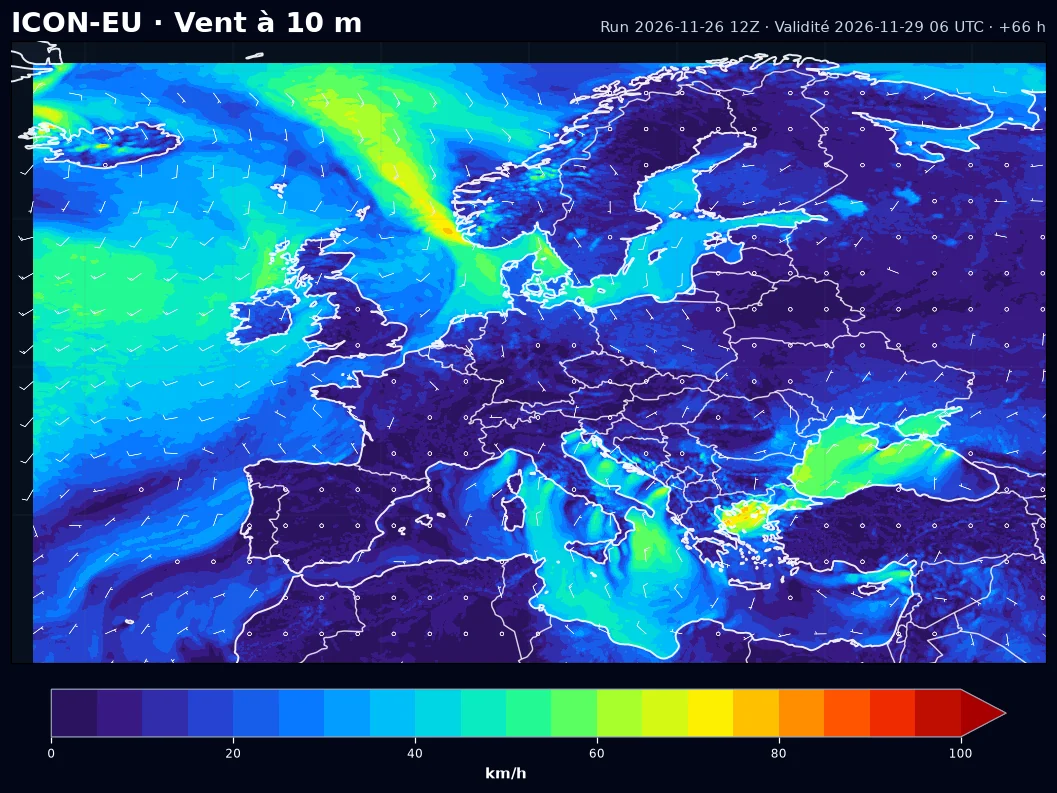 ICON-EU · Vent à 10 m
Run 2026-11-26 12Z · Validité 2026-11-29 06 UTC · +66 h
0 20 40 60 80 100
km/h